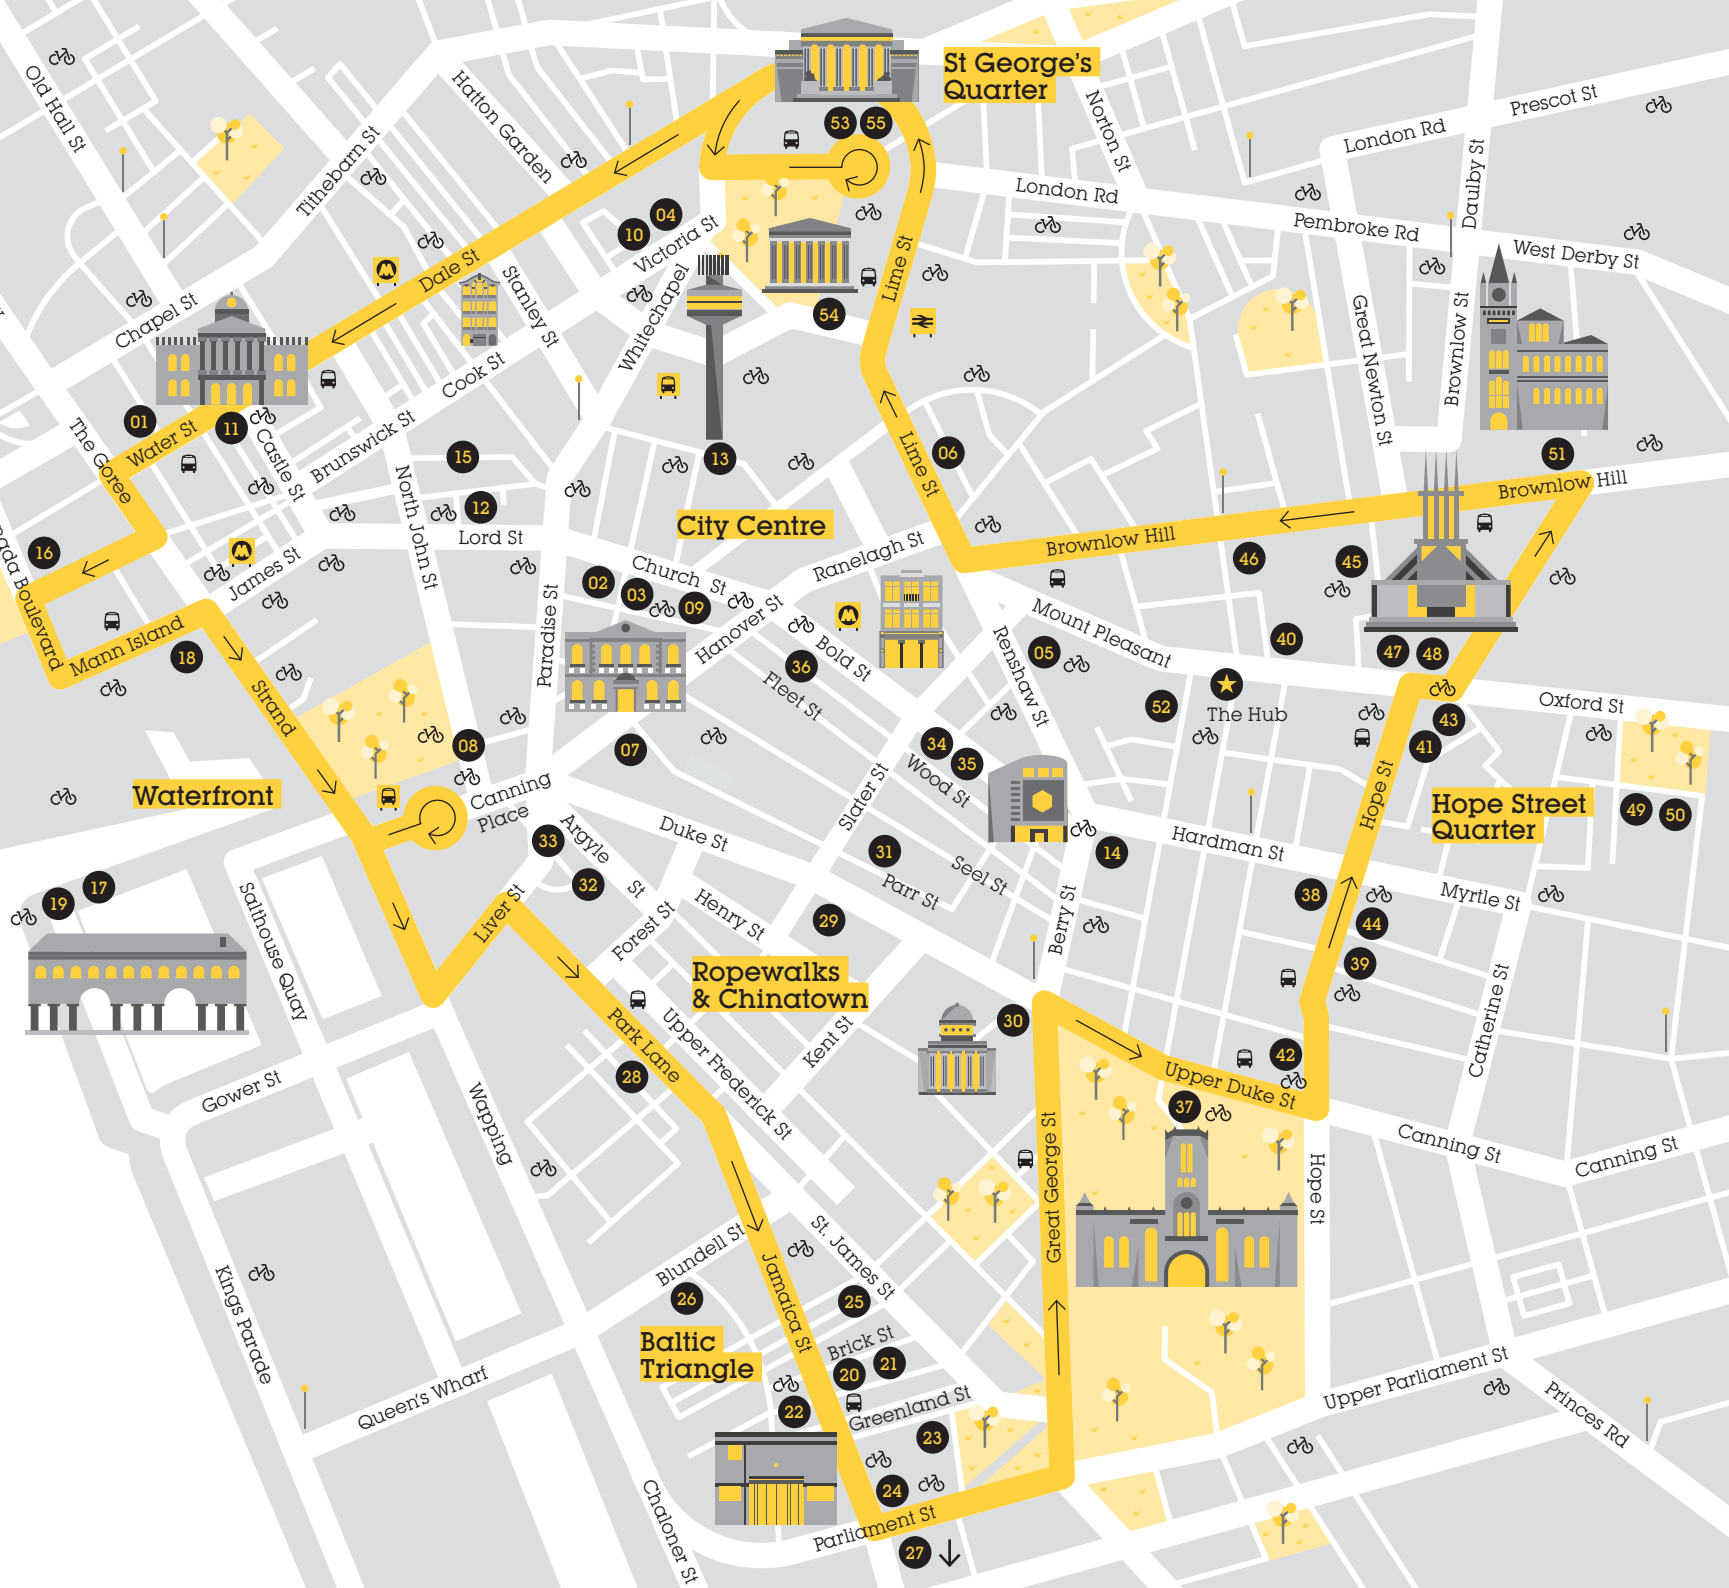 St George's
Quarter
Prescot St
London Rd
Norton St
Daulby St
Old Hall St
Hatton Garden
Tithebarn St
53
55
London Rd
Pembroke Rd
West Derby St
04
10
Victoria St
Dale St
Stanley St
Whitechapel
Lime St
54
Chapel St
Great Newton St
Brownlow St
Cook St
01
11
Water St
Castle St
The Goree
Brunswick St
15
13
06
Lime St
51
Brownlow Hill
North John St
12
Lord St
City Centre
Brownlow Hill
16
nada Boulevard
James St
Church St
Ranelagh St
46
45
02
03
09
Hanover St
Paradise St
Mann Island
18
Mount Pleasant
40
05
Renshaw St
47
48
Bold St
36
Fleet St
52
The Hub
Oxford St
43
41
Strand
08
07
34
35
Wood St
Waterfront
Canning
Place
Slater St
Hope St
Hope Street
Quarter
49
50
33
Argyle St
32
Duke St
31
Parr St
Seel St
14
Hardman St
Myrtle St
19
17
Salthouse Quay
Liver St
Forest St
Henry St
29
Berry St
38
44
39
Ropewalks
& Chinatown
Catherine St
Park Lane
Upper Frederick St
Kent St
30
28
42
Upper Duke St
37
Gower St
Wapping
Canning St
Canning St
Great George St
Hope St
Blundell St
St. James St
26
Jamaica St
25
Kings Parade
Baltic
Triangle
Brick St
20
21
22
Greenland St
23
Queen's Wharf
Upper Parliament St
Princes Rd
24
Chaloner St
Parliament St
27